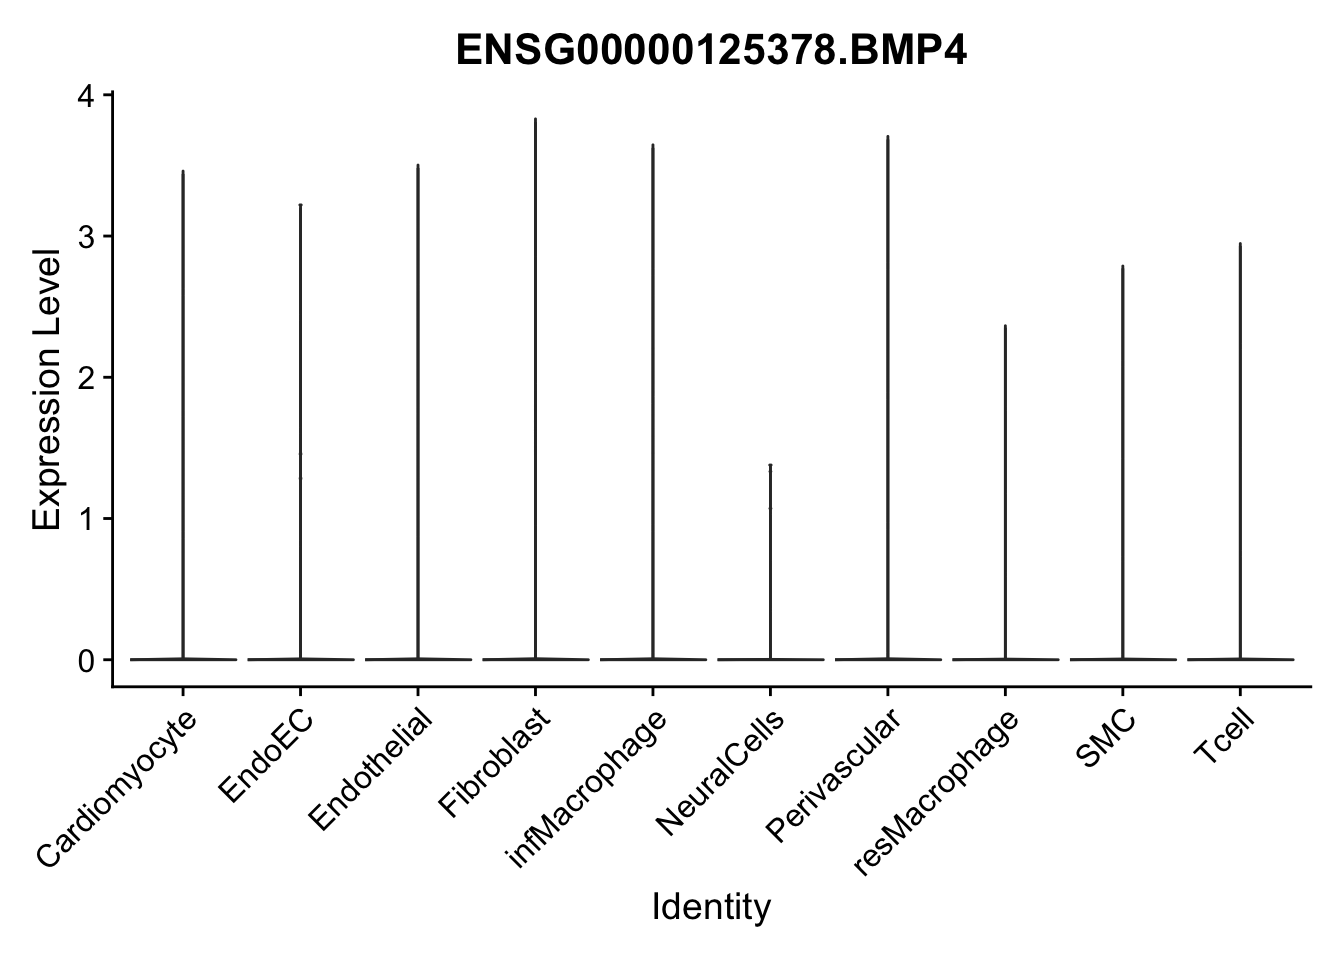 ENSG00000125378.BMP4
Expression Level
4
3
2
1
0
Cardiomyocyte
EndoEC
Endothelial
Fibroblast
infMacrophage
NeuralCells
Perivascular
resMacrophage
SMC
Tcell
Identity